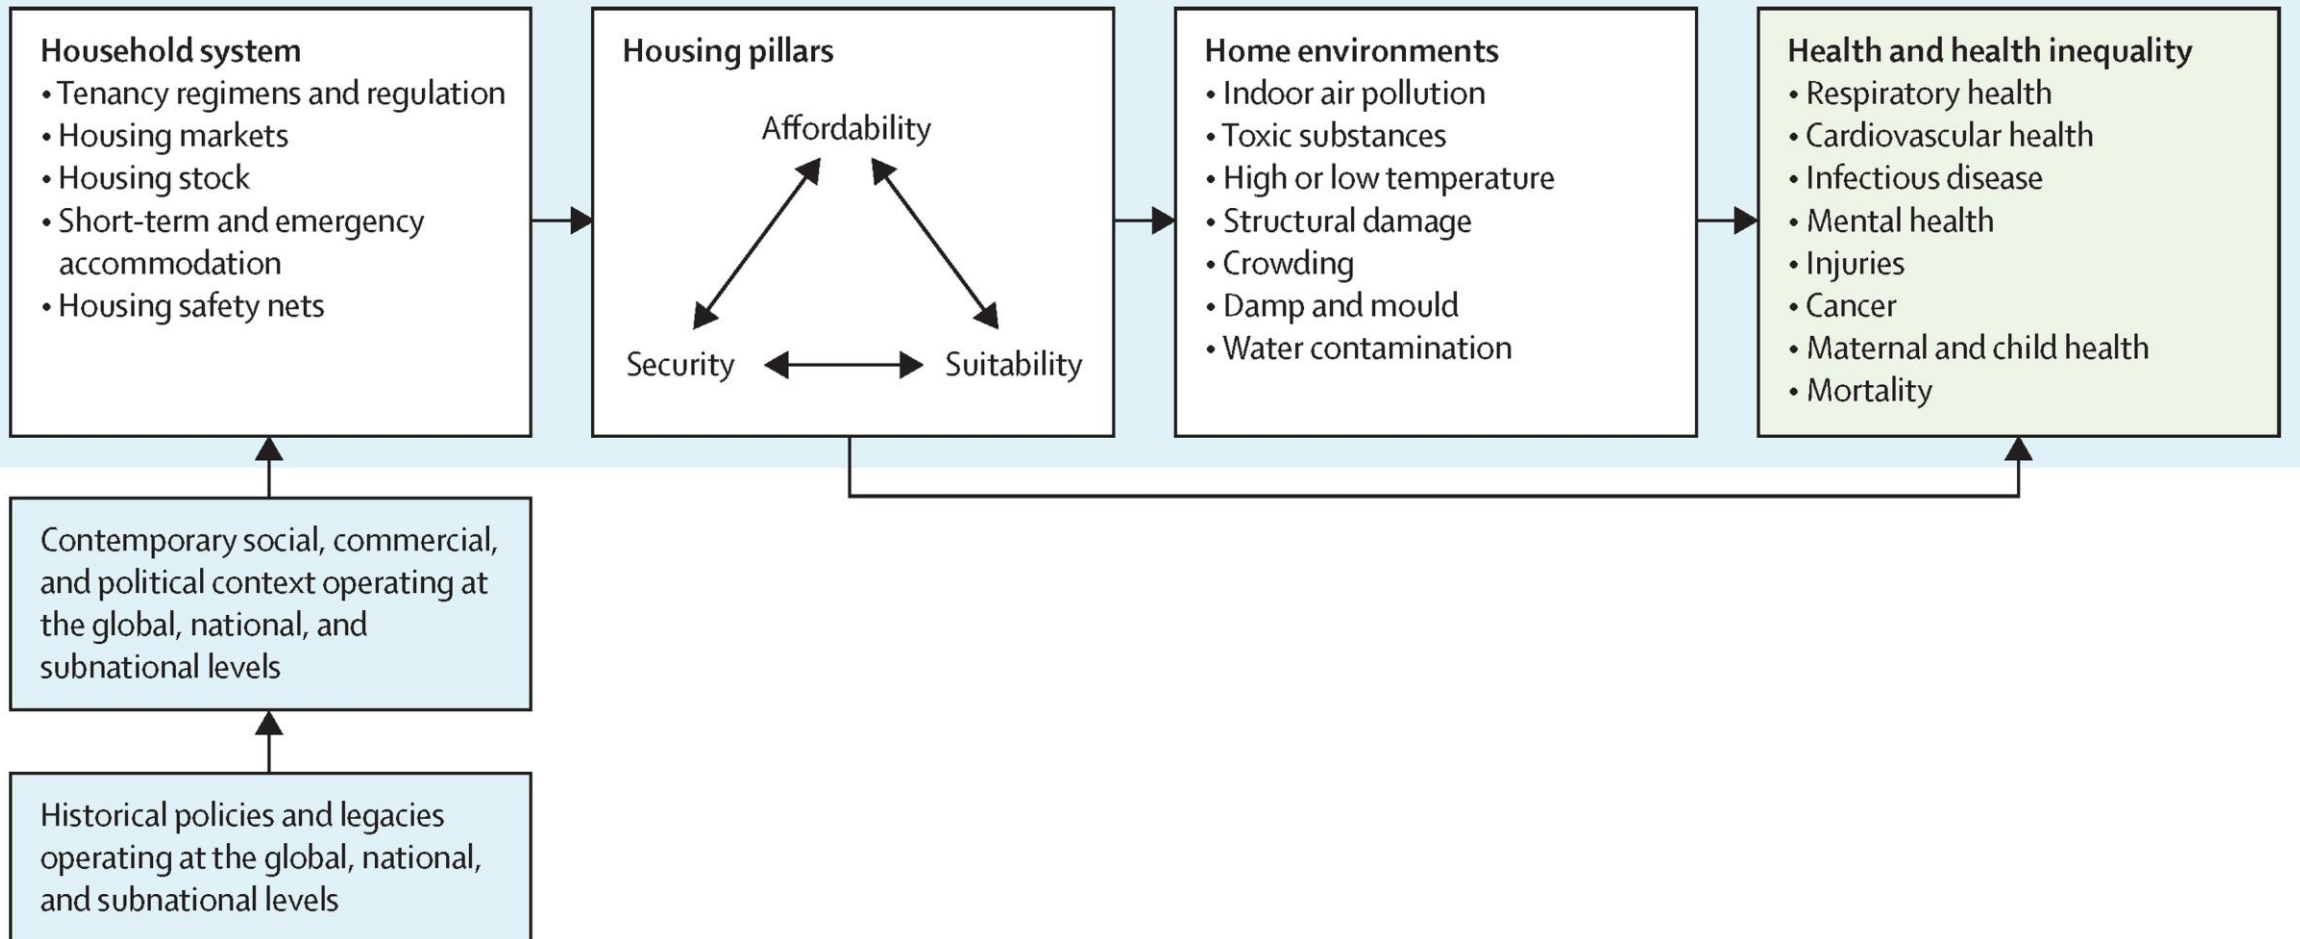 Household system
• Tenancy regimens and regulation
• Housing markets
• Housing stock
• Short-term and emergency
accommodation
• Housing safety nets
Housing pillars
Affordability
Security
Suitability
Home environments
• Indoor air pollution
• Toxic substances
• High or low temperature
• Structural damage
• Crowding
• Damp and mould
• Water contamination
Health and health inequality
• Respiratory health
• Cardiovascular health
• Infectious disease
• Mental health
• Injuries
• Cancer
• Maternal and child health
• Mortality
Contemporary social, commercial,
and political context operating at
the global, national, and
subnational levels
Historical policies and legacies
operating at the global, national,
and subnational levels